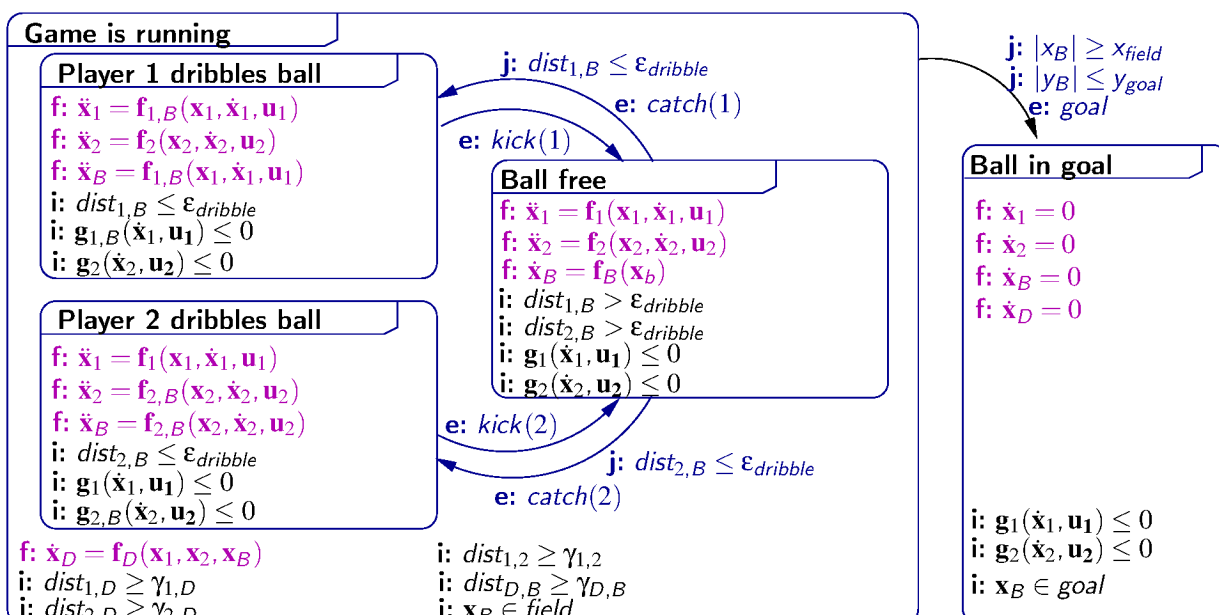 Game is running
Player 1 dribbles ball
f: ẍ₁ = f₁,B(x₁, ẋ₁, u₁)
f: ẍ₂ = f₂(x₂, ẋ₂, u₂)
f: ẍB = f₁,B(x₁, ẋ₁, u₁)
i: dist₁,B ≤ εdribble
i: g₁,B(ẋ₁, u₁) ≤ 0
i: g₂(ẋ₂, u₂) ≤ 0
j: dist₁,B ≤ εdribble
e: catch(1)
e: kick(1)
Ball free
f: ẍ₁ = f₁(x₁, ẋ₁, u₁)
f: ẍ₂ = f₂(x₂, ẋ₂, u₂)
f: ẋB = fB(xb)
i: dist₁,B > εdribble
i: dist₂,B > εdribble
i: g₁(ẋ₁, u₁) ≤ 0
i: g₂(ẋ₂, u₂) ≤ 0
Player 2 dribbles ball
f: ẍ₁ = f₁(x₁, ẋ₁, u₁)
f: ẍ₂ = f₂,B(x₂, ẋ₂, u₂)
f: ẍB = f₂,B(x₂, ẋ₂, u₂)
i: dist₂,B ≤ εdribble
i: g₁(ẋ₁, u₁) ≤ 0
i: g₂,B(ẋ₂, u₂) ≤ 0
e: kick(2)
j: dist₂,B ≤ εdribble
e: catch(2)
f: ẋD = fD(x₁, x₂, xB)
i: dist₁,D ≥ γ₁,D
i: dist₂,D ≥ γ₂,D
i: dist₁,₂ ≥ γ₁,₂
i: distD,B ≥ γD,B
i: xB ∈ field
j: |xB| ≥ xfield
j: |yB| ≤ ygoal
e: goal
Ball in goal
f: ẋ₁ = 0
f: ẋ₂ = 0
f: ẋB = 0
f: ẋD = 0
i: g₁(ẋ₁, u₁) ≤ 0
i: g₂(ẋ₂, u₂) ≤ 0
i: xB ∈ goal